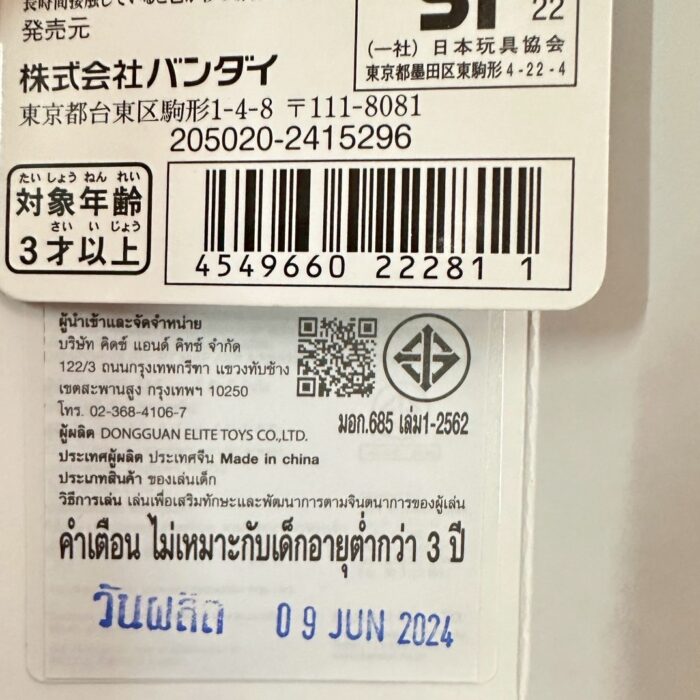 発売元
株式会社バンダイ
東京都台東区駒形1-4-8 〒111-8081
205020-2415296
ST
22
(一社) 日本玩具協会
東京都墨田区東駒形 4-22-4
たい しょう ねん れい
対象年齢
さい い じょう
3才以上
4549660 22281 1
ผู้นำเข้าและจัดจำหน่าย
บริษัท คิดซ์ แอนด์ คิทซ์ จำกัด
122/3 ถนนกรุงเทพกรีฑา แขวงทับช้าง
เขตสะพานสูง กรุงเทพฯ 10250
โทร. 02-368-4106-7
มอก.685 เล่ม1-2562
ผู้ผลิต DONGGUAN ELITE TOYS CO.,LTD.
ประเทศผู้ผลิต ประเทศจีน Made in china
ประเภทสินค้า ของเล่นเด็ก
วิธีการเล่น เล่นเพื่อเสริมทักษะและพัฒนาการตามจินตนาการของผู้เล่น
คำเตือน ไม่เหมาะกับเด็กอายุต่ำกว่า 3 ปี
วันผลิต 09 JUN 2024